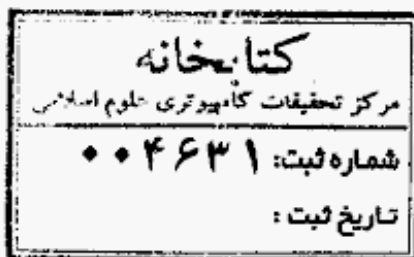 کتابخانه
مرکز تحقیقات کامپیوتری علوم اسلامی
شماره ثبت: ۰۰۴۶۳۱
تاریخ ثبت: